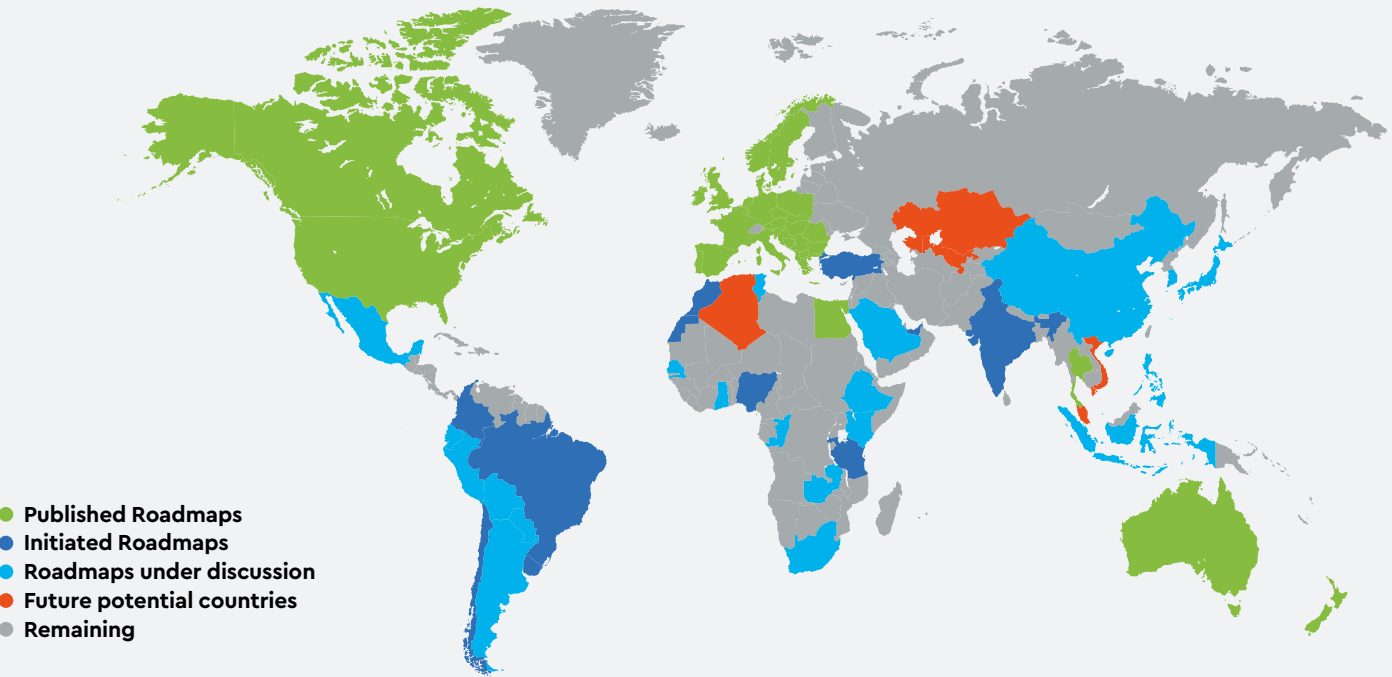 Published Roadmaps
Initiated Roadmaps
Roadmaps under discussion
Future potential countries
Remaining